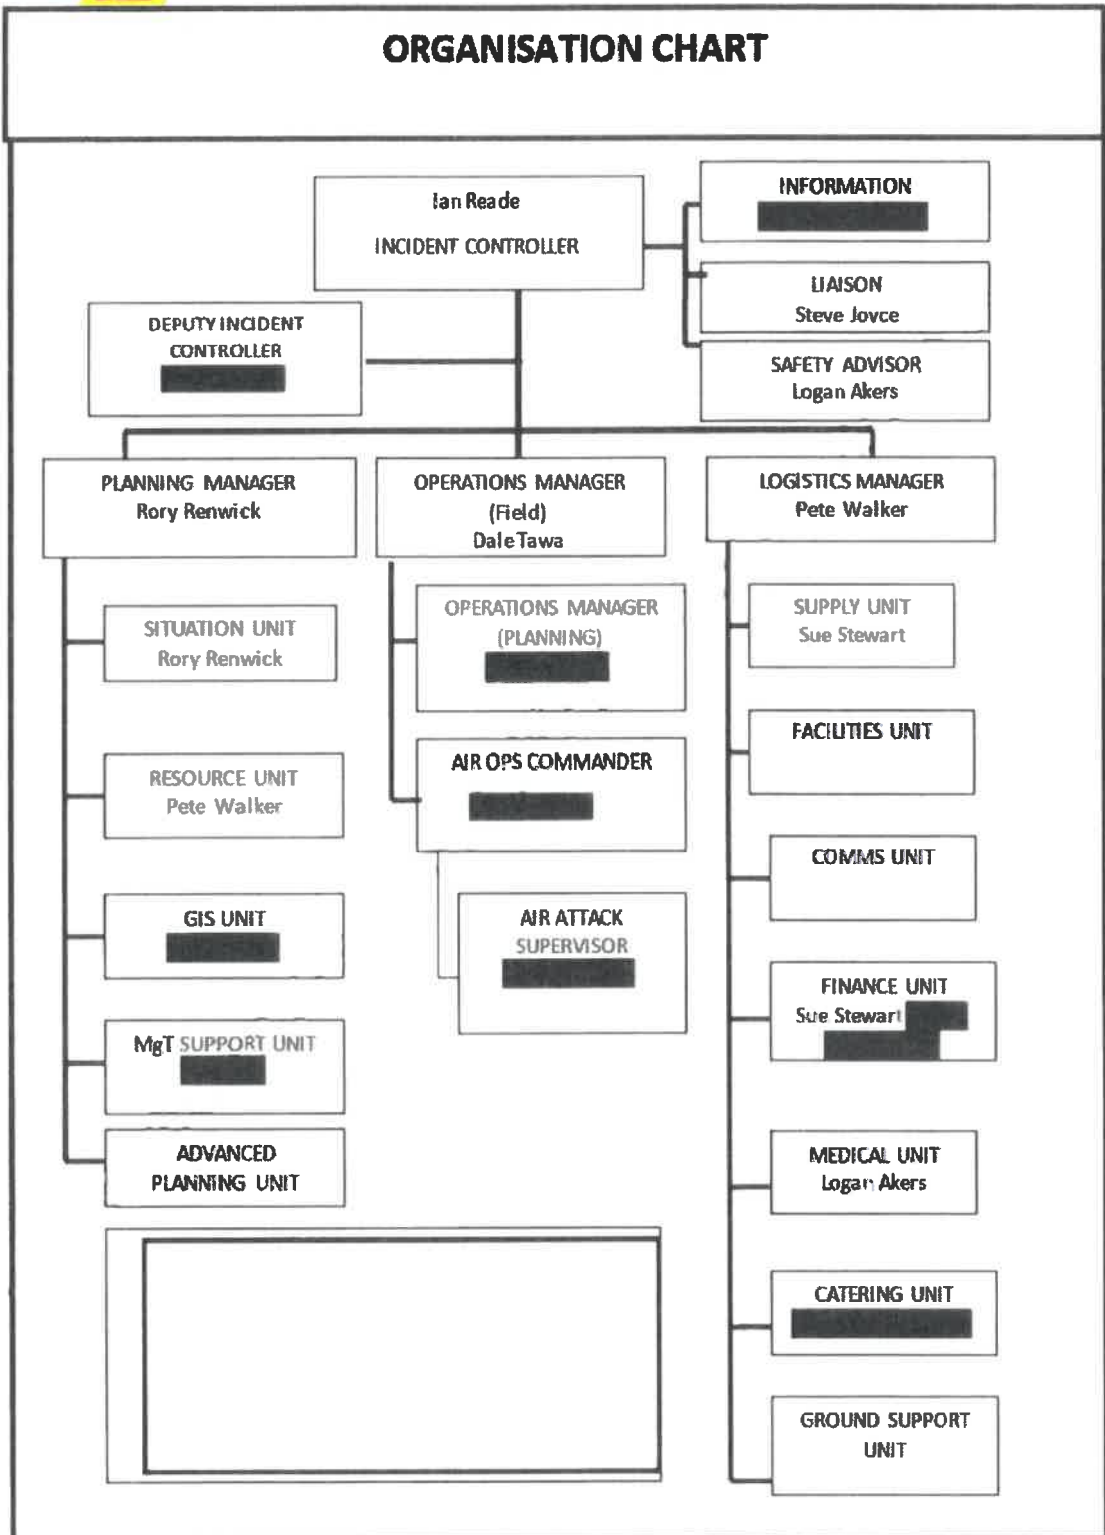 ORGANISATION CHART
Ian Reade
INCIDENT CONTROLLER
INFORMATION
LIAISON
Steve Joyce
SAFETY ADVISOR
Logan Akers
DEPUTY INCIDENT
CONTROLLER
PLANNING MANAGER
Rory Renwick
OPERATIONS MANAGER
(Field)
Dale Tawa
LOGISTICS MANAGER
Pete Walker
SITUATION UNIT
Rory Renwick
RESOURCE UNIT
Pete Walker
GIS UNIT
MgT SUPPORT UNIT
ADVANCED
PLANNING UNIT
OPERATIONS MANAGER
(PLANNING)
AIR OPS COMMANDER
AIR ATTACK
SUPERVISOR
SUPPLY UNIT
Sue Stewart
FACILITIES UNIT
COMMS UNIT
FINANCE UNIT
Sue Stewart
MEDICAL UNIT
Logan Akers
CATERING UNIT
GROUND SUPPORT
UNIT